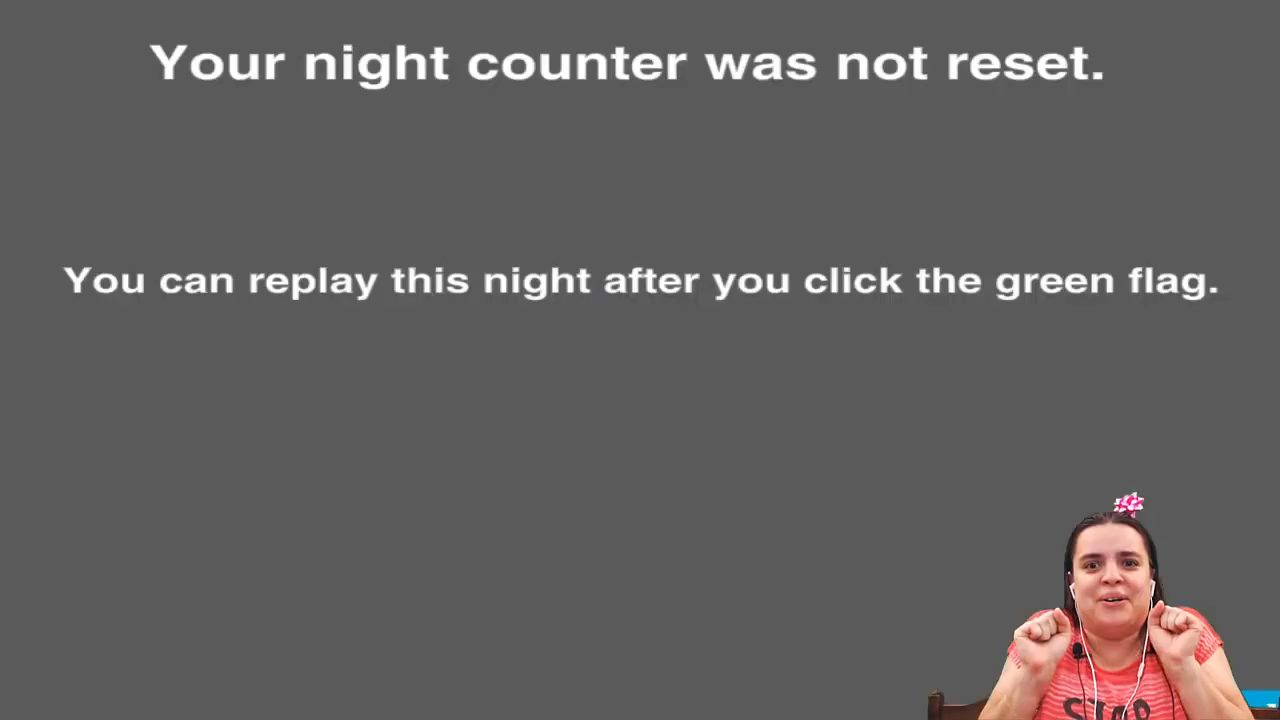 Your night counter was not reset.
You can replay this night after you click the green flag.